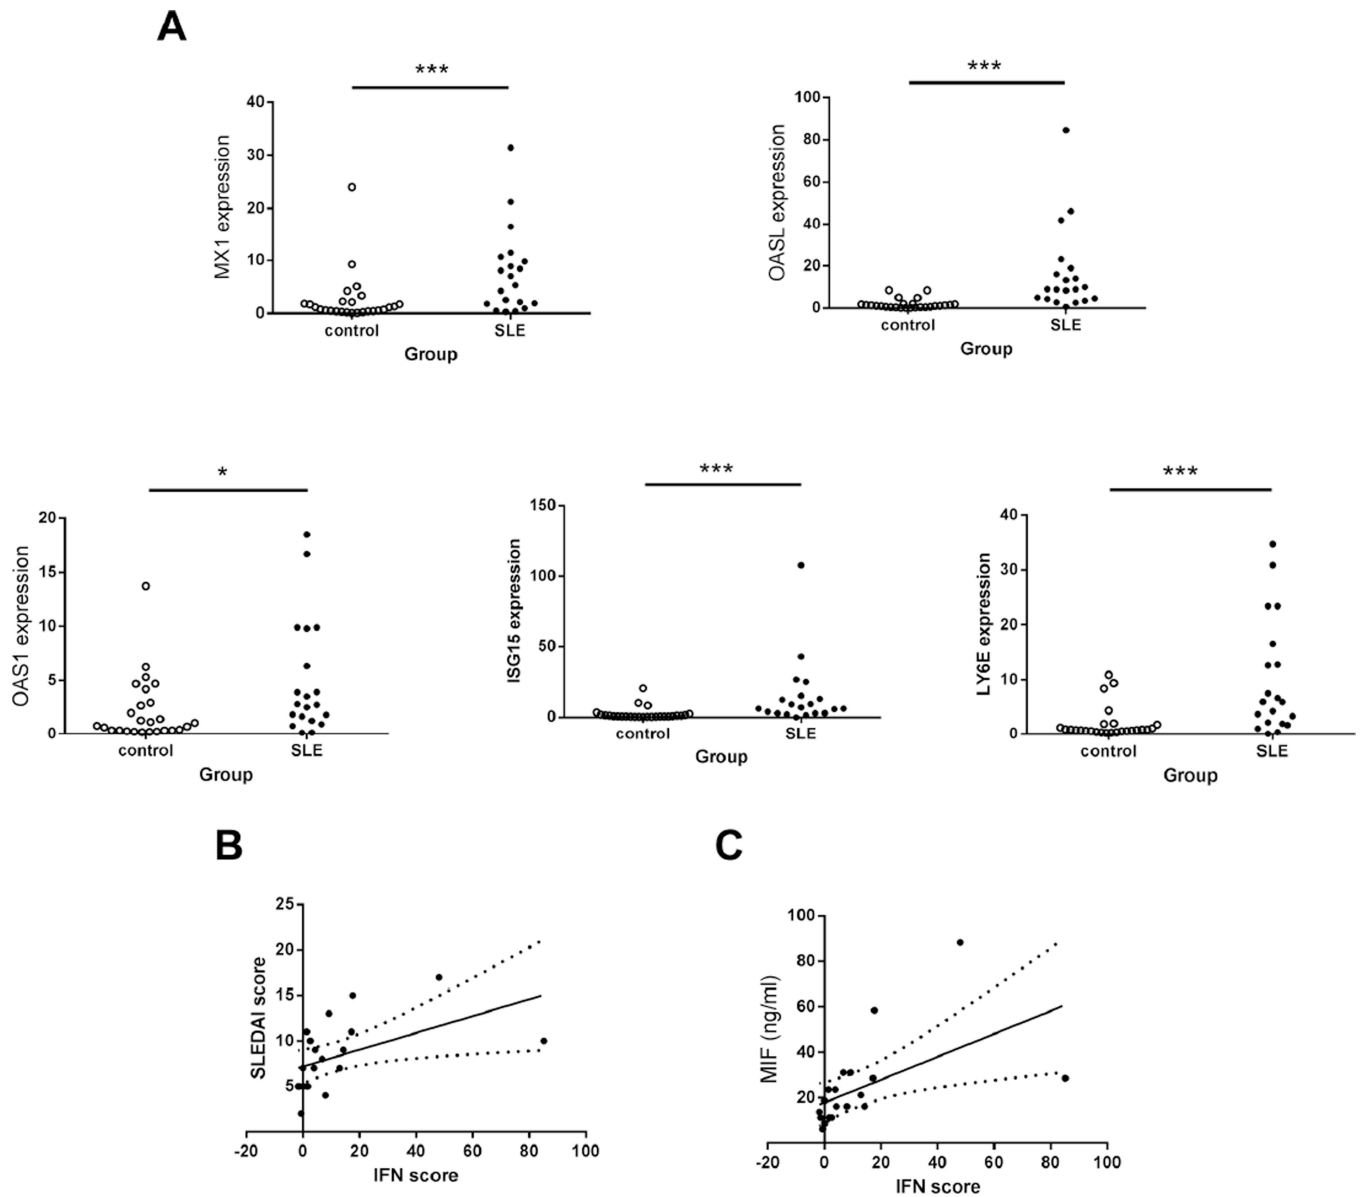 A
***
MX1 expression
40
30
20
10
0
control SLE
Group
***
OASL expression
100
80
60
40
20
0
control SLE
Group
*
OAS1 expression
20
15
10
5
0
control SLE
Group
***
ISG15 expression
150
100
50
0
control SLE
Group
***
LY6E expression
40
30
20
10
0
control SLE
Group
B
SLEDAI score
25
20
15
10
5
-20 0 20 40 60 80 100
IFN score
C
MIF (ng/ml)
100
80
60
40
20
-20 0 20 40 60 80 100
IFN score